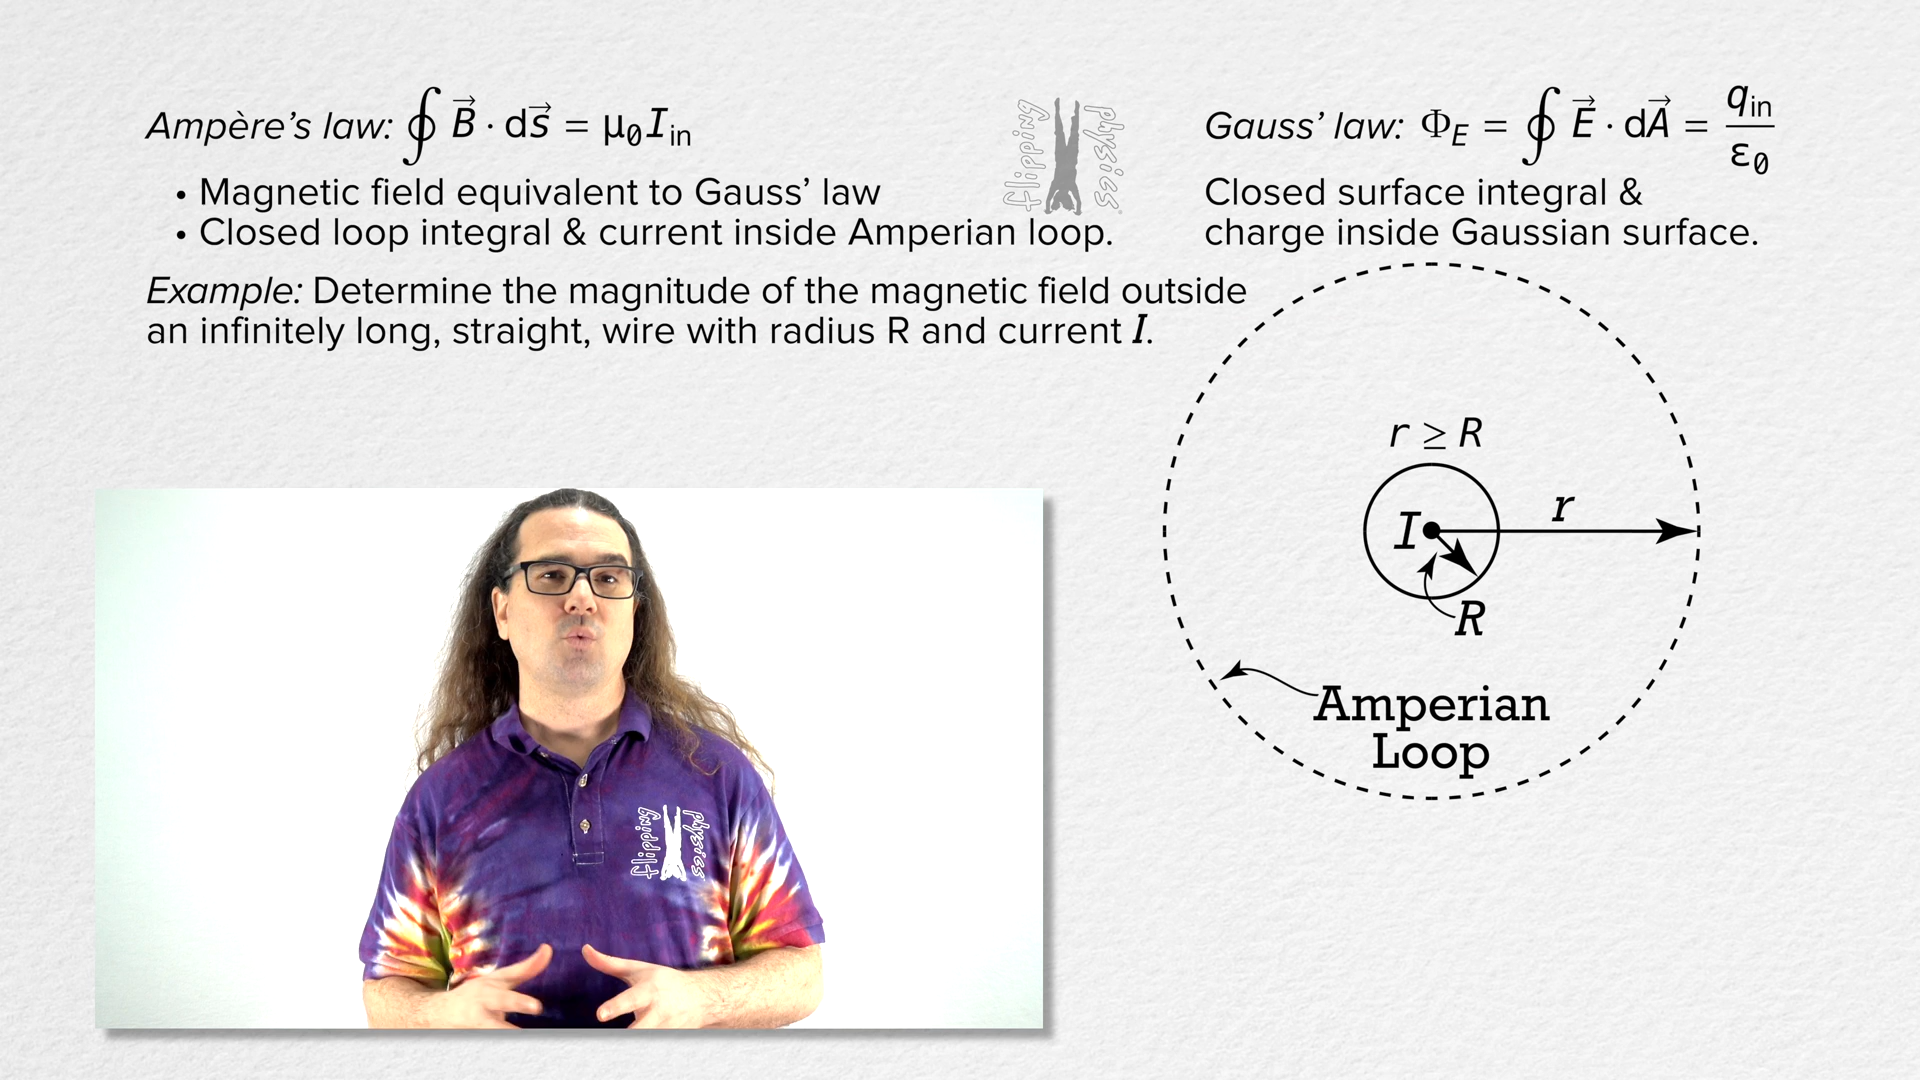 Ampère's law: ∮ B⃗ · ds⃗ = μ₀I_in
• Magnetic field equivalent to Gauss' law
• Closed loop integral & current inside Amperian loop.
flipping physics
Gauss' law: Φ_E = ∮ E⃗ · dA⃗ = q_in / ε₀
Closed surface integral &
charge inside Gaussian surface.
Example: Determine the magnitude of the magnetic field outside
an infinitely long, straight, wire with radius R and current I.
r ≥ R
I
r
R
Amperian
Loop
flipping physics